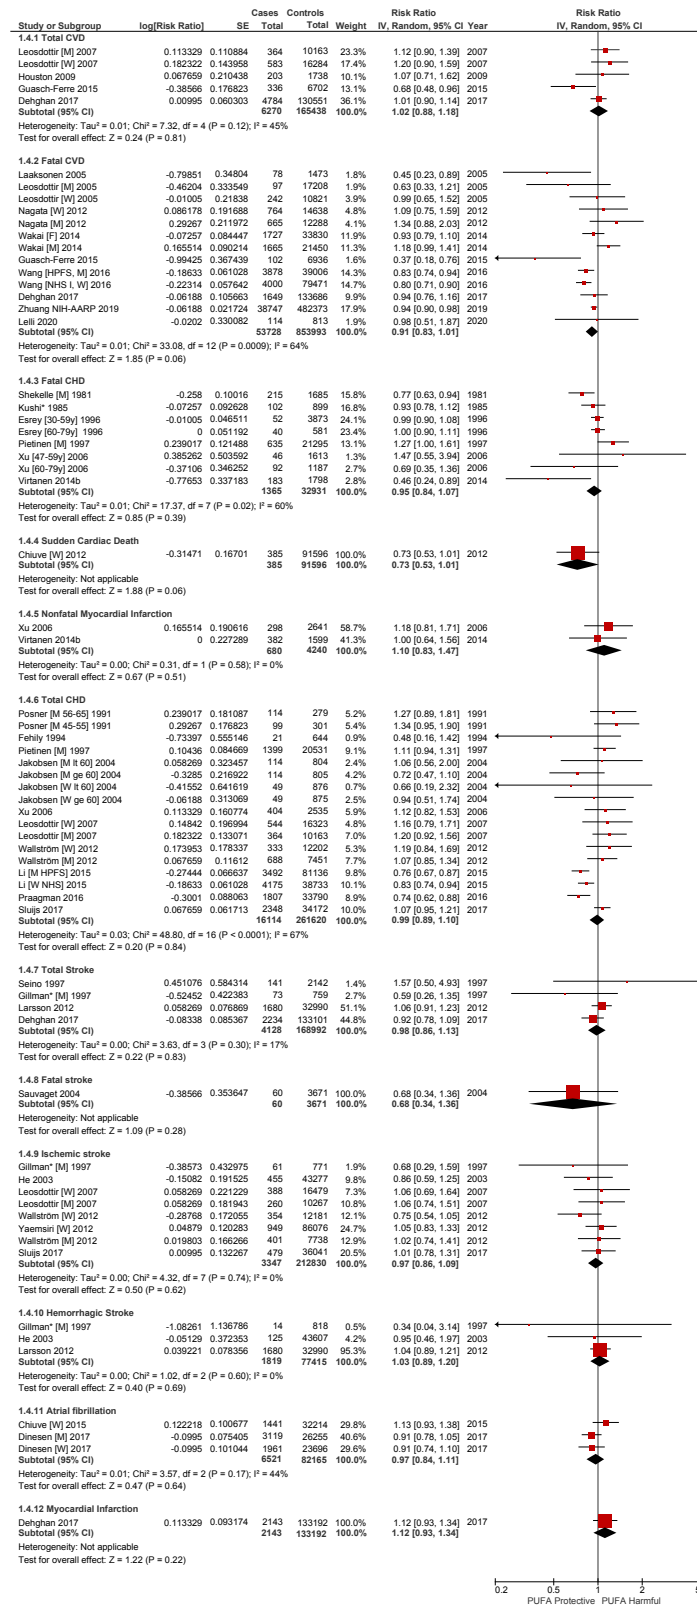 Cases Controls Risk Ratio Risk Ratio
Study or Subgroup log[Risk Ratio] SE Total Total Weight IV, Random, 95% CI Year IV, Random, 95% CI
1.4.1 Total CVD
Leosdottir [M] 2007 0.113329 0.110884 364 10163 23.3% 1.12 [0.90, 1.39] 2007
Leosdottir [W] 2007 0.182322 0.143958 583 16284 16.3% 1.20 [0.90, 1.59] 2007
Houston 2009 0.067659 0.210438 203 1738 10.1% 1.07 [0.71, 1.62] 2009
Guasch-Ferre 2015 -0.38566 0.176823 336 6702 13.4% 0.68 [0.48, 0.96] 2015
Dehghan 2017 0.00995 0.060303 4784 130551 36.1% 1.01 [0.90, 1.14] 2017
Subtotal (95% CI) 6270 165438 100.0% 1.02 [0.88, 1.18]
Heterogeneity: Tau² = 0.01; Chi² = 7.32, df = 4 (P = 0.12); I² = 45%
Test for overall effect: Z = 0.24 (P = 0.81)
1.4.2 Fatal CVD
Laaksonen 2005 -0.79851 0.34804 78 1473 1.8% 0.45 [0.23, 0.89] 2005
Leosdottir [M] 2005 -0.46204 0.333549 97 17208 1.9% 0.63 [0.33, 1.21] 2005
Leosdottir [W] 2005 -0.01005 0.21838 242 10821 4.1% 0.99 [0.65, 1.52] 2005
Nagata [W] 2012 0.086178 0.191688 764 14638 5.0% 1.09 [0.75, 1.59] 2012
Nagata [M] 2012 0.29267 0.211972 665 12288 4.3% 1.34 [0.88, 2.03] 2012
Wakai [F] 2014 -0.07257 0.084447 1727 33830 12.1% 0.93 [0.79, 1.10] 2014
Wakai [M] 2014 0.165514 0.090214 1665 21450 11.5% 1.18 [0.99, 1.41] 2014
Guasch-Ferre 2015 -0.99425 0.367439 102 6936 1.6% 0.37 [0.18, 0.76] 2015
Wang [HPFS, M] 2016 -0.18633 0.061028 3878 39006 14.5% 0.83 [0.74, 0.94] 2016
Wang [NHS I, W] 2016 -0.22314 0.057642 4000 79471 14.9% 0.80 [0.71, 0.90] 2016
Dehghan 2017 -0.06188 0.105663 1649 133686 10.1% 0.94 [0.76, 1.16] 2017
Zhuang NIH-AARP 2019 -0.06188 0.021724 38747 482373 17.9% 0.94 [0.90, 0.98] 2019
Lelli 2020 -0.0202 0.330082 114 813 1.9% 0.98 [0.51, 1.87] 2020
Subtotal (95% CI) 53728 853993 100.0% 0.91 [0.83, 1.01]
Heterogeneity: Tau² = 0.01; Chi² = 33.08, df = 12 (P = 0.0009); I² = 64%
Test for overall effect: Z = 1.85 (P = 0.06)
1.4.3 Fatal CHD
Shekelle [M] 1981 -0.258 0.10016 215 1685 15.8% 0.77 [0.63, 0.94] 1981
Kushi* 1985 -0.07257 0.092628 102 899 16.8% 0.93 [0.78, 1.12] 1985
Esrey [30-59y] 1996 -0.01005 0.046511 52 3873 24.1% 0.99 [0.90, 1.08] 1996
Esrey [60-79y] 1996 0 0.051192 40 581 23.3% 1.00 [0.90, 1.11] 1996
Pietinen [M] 1997 0.239017 0.121488 635 21295 13.0% 1.27 [1.00, 1.61] 1997
Xu [47-59y] 2006 0.385262 0.503592 46 1613 1.4% 1.47 [0.55, 3.94] 2006
Xu [60-79y] 2006 -0.37106 0.346252 92 1187 2.8% 0.69 [0.35, 1.36] 2006
Virtanen 2014b -0.77653 0.337183 183 1798 2.9% 0.46 [0.24, 0.89] 2014
Subtotal (95% CI) 1365 32931 100.0% 0.95 [0.84, 1.07]
Heterogeneity: Tau² = 0.01; Chi² = 17.37, df = 7 (P = 0.02); I² = 60%
Test for overall effect: Z = 0.85 (P = 0.39)
1.4.4 Sudden Cardiac Death
Chiuve [W] 2012 -0.31471 0.16701 385 91596 100.0% 0.73 [0.53, 1.01] 2012
Subtotal (95% CI) 385 91596 100.0% 0.73 [0.53, 1.01]
Heterogeneity: Not applicable
Test for overall effect: Z = 1.88 (P = 0.06)
1.4.5 Nonfatal Myocardial Infarction
Xu 2006 0.165514 0.190616 298 2641 58.7% 1.18 [0.81, 1.71] 2006
Virtanen 2014b 0 0.227289 382 1599 41.3% 1.00 [0.64, 1.56] 2014
Subtotal (95% CI) 680 4240 100.0% 1.10 [0.83, 1.47]
Heterogeneity: Tau² = 0.00; Chi² = 0.31, df = 1 (P = 0.58); I² = 0%
Test for overall effect: Z = 0.67 (P = 0.51)
1.4.6 Total CHD
Posner [M 56-65] 1991 0.239017 0.181087 114 279 5.2% 1.27 [0.89, 1.81] 1991
Posner [M 45-55] 1991 0.29267 0.176823 99 301 5.3% 1.34 [0.95, 1.90] 1991
Fehily 1994 -0.73397 0.555146 21 644 0.9% 0.48 [0.16, 1.42] 1994
Pietinen [M] 1997 0.10436 0.084669 1399 20531 9.5% 1.11 [0.94, 1.31] 1997
Jakobsen [M lt 60] 2004 0.058269 0.323457 114 804 2.3% 1.06 [0.56, 2.00] 2004
Jakobsen [M ge 60] 2004 -0.3285 0.216922 114 805 4.1% 0.72 [0.47, 1.10] 2004
Jakobsen [W lt 60] 2004 -0.41552 0.641619 49 876 0.7% 0.66 [0.19, 2.32] 2004
Jakobsen [W ge 60] 2004 -0.06188 0.313069 49 875 2.4% 0.94 [0.51, 1.74] 2004
Xu 2006 0.113329 0.160774 404 2535 6.0% 1.12 [0.82, 1.53] 2006
Leosdottir [W] 2007 0.14842 0.196994 544 16323 4.7% 1.16 [0.79, 1.71] 2007
Leosdottir [M] 2007 0.182322 0.133071 364 10163 7.1% 1.20 [0.92, 1.56] 2007
Wallström [W] 2012 0.173953 0.178337 333 12202 5.3% 1.19 [0.84, 1.69] 2012
Wallström [M] 2012 0.067659 0.11612 688 7451 7.9% 1.07 [0.85, 1.34] 2012
Li [M HPFS] 2015 -0.27444 0.066637 3492 81136 10.4% 0.76 [0.67, 0.87] 2015
Li [W NHS] 2015 -0.18633 0.061028 4175 38733 10.7% 0.83 [0.74, 0.94] 2015
Praagman 2016 -0.3001 0.088063 1807 33790 9.3% 0.74 [0.62, 0.88] 2016
Sluijs 2017 0.067659 0.061713 2348 34172 10.7% 1.07 [0.95, 1.21] 2017
Subtotal (95% CI) 16114 261620 100.0% 0.99 [0.89, 1.10]
Heterogeneity: Tau² = 0.03; Chi² = 48.80, df = 16 (P < 0.0001); I² = 67%
Test for overall effect: Z = 0.20 (P = 0.84)
1.4.7 Total Stroke
Seino 1997 0.451076 0.584314 141 2142 1.4% 1.57 [0.50, 4.93] 1997
Gillman* [M] 1997 -0.52452 0.422383 73 759 2.7% 0.59 [0.26, 1.35] 1997
Larsson 2012 0.058269 0.076869 1680 32990 51.1% 1.06 [0.91, 1.23] 2012
Dehghan 2017 -0.08338 0.085367 2234 133101 44.8% 0.92 [0.78, 1.09] 2017
Subtotal (95% CI) 4128 168992 100.0% 0.98 [0.86, 1.13]
Heterogeneity: Tau² = 0.00; Chi² = 3.63, df = 3 (P = 0.30); I² = 17%
Test for overall effect: Z = 0.22 (P = 0.83)
1.4.8 Fatal stroke
Sauvaget 2004 -0.38566 0.353647 60 3671 100.0% 0.68 [0.34, 1.36] 2004
Subtotal (95% CI) 60 3671 100.0% 0.68 [0.34, 1.36]
Heterogeneity: Not applicable
Test for overall effect: Z = 1.09 (P = 0.28)
1.4.9 Ischemic stroke
Gillman* [M] 1997 -0.38573 0.432975 61 771 1.9% 0.68 [0.29, 1.59] 1997
He 2003 -0.15082 0.191525 455 43277 9.8% 0.86 [0.59, 1.25] 2003
Leosdottir [W] 2007 0.058269 0.221229 388 16479 7.3% 1.06 [0.69, 1.64] 2007
Leosdottir [M] 2007 0.058269 0.181943 260 10267 10.8% 1.06 [0.74, 1.51] 2007
Wallström [W] 2012 -0.28768 0.172055 354 12181 12.1% 0.75 [0.54, 1.05] 2012
Yaemsiri [W] 2012 0.04879 0.120283 949 86076 24.7% 1.05 [0.83, 1.33] 2012
Wallström [M] 2012 0.019803 0.166266 401 7738 12.9% 1.02 [0.74, 1.41] 2012
Sluijs 2017 0.00995 0.132267 479 36041 20.5% 1.01 [0.78, 1.31] 2017
Subtotal (95% CI) 3347 212830 100.0% 0.97 [0.86, 1.09]
Heterogeneity: Tau² = 0.00; Chi² = 4.32, df = 7 (P = 0.74); I² = 0%
Test for overall effect: Z = 0.50 (P = 0.62)
1.4.10 Hemorrhagic Stroke
Gillman* [M] 1997 -1.08261 1.136786 14 818 0.5% 0.34 [0.04, 3.14] 1997
He 2003 -0.05129 0.372353 125 43607 4.2% 0.95 [0.46, 1.97] 2003
Larsson 2012 0.039221 0.078356 1680 32990 95.3% 1.04 [0.89, 1.21] 2012
Subtotal (95% CI) 1819 77415 100.0% 1.03 [0.89, 1.20]
Heterogeneity: Tau² = 0.00; Chi² = 1.02, df = 2 (P = 0.60); I² = 0%
Test for overall effect: Z = 0.40 (P = 0.69)
1.4.11 Atrial fibrillation
Chiuve [W] 2015 0.122218 0.100677 1441 32214 29.8% 1.13 [0.93, 1.38] 2015
Dinesen [M] 2017 -0.0995 0.075405 3119 26255 40.6% 0.91 [0.78, 1.05] 2017
Dinesen [W] 2017 -0.0995 0.101044 1961 23696 29.6% 0.91 [0.74, 1.10] 2017
Subtotal (95% CI) 6521 82165 100.0% 0.97 [0.84, 1.11]
Heterogeneity: Tau² = 0.01; Chi² = 3.57, df = 2 (P = 0.17); I² = 44%
Test for overall effect: Z = 0.47 (P = 0.64)
1.4.12 Myocardial Infarction
Dehghan 2017 0.113329 0.093174 2143 133192 100.0% 1.12 [0.93, 1.34] 2017
Subtotal (95% CI) 2143 133192 100.0% 1.12 [0.93, 1.34]
Heterogeneity: Not applicable
Test for overall effect: Z = 1.22 (P = 0.22)
0.2 0.5 1 2 5
PUFA Protective PUFA Harmful